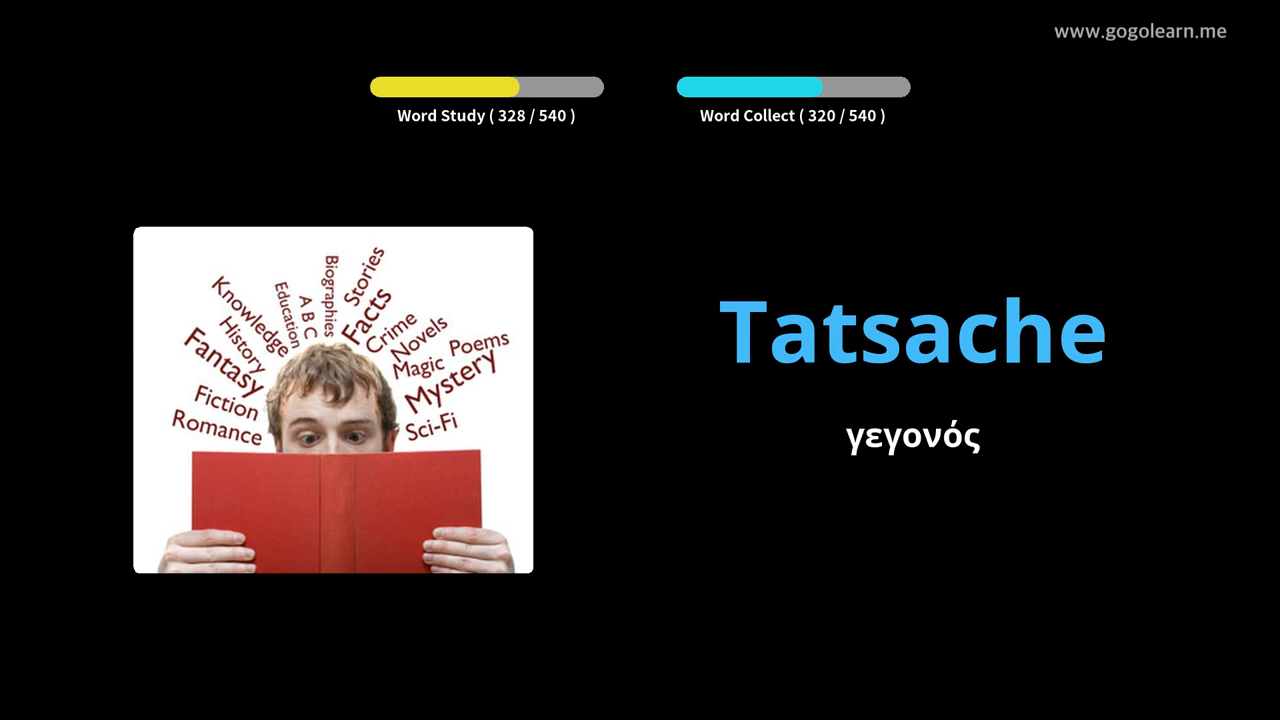 www.gogolearn.me
Word Study ( 328 / 540 )
Word Collect ( 320 / 540 )
Biographies
Stories
Knowledge
Education
A B C
Facts
History
Crime
Novels
Fantasy
Magic
Poems
Mystery
Fiction
Romance
Sci-Fi
Tatsache
γεγονός